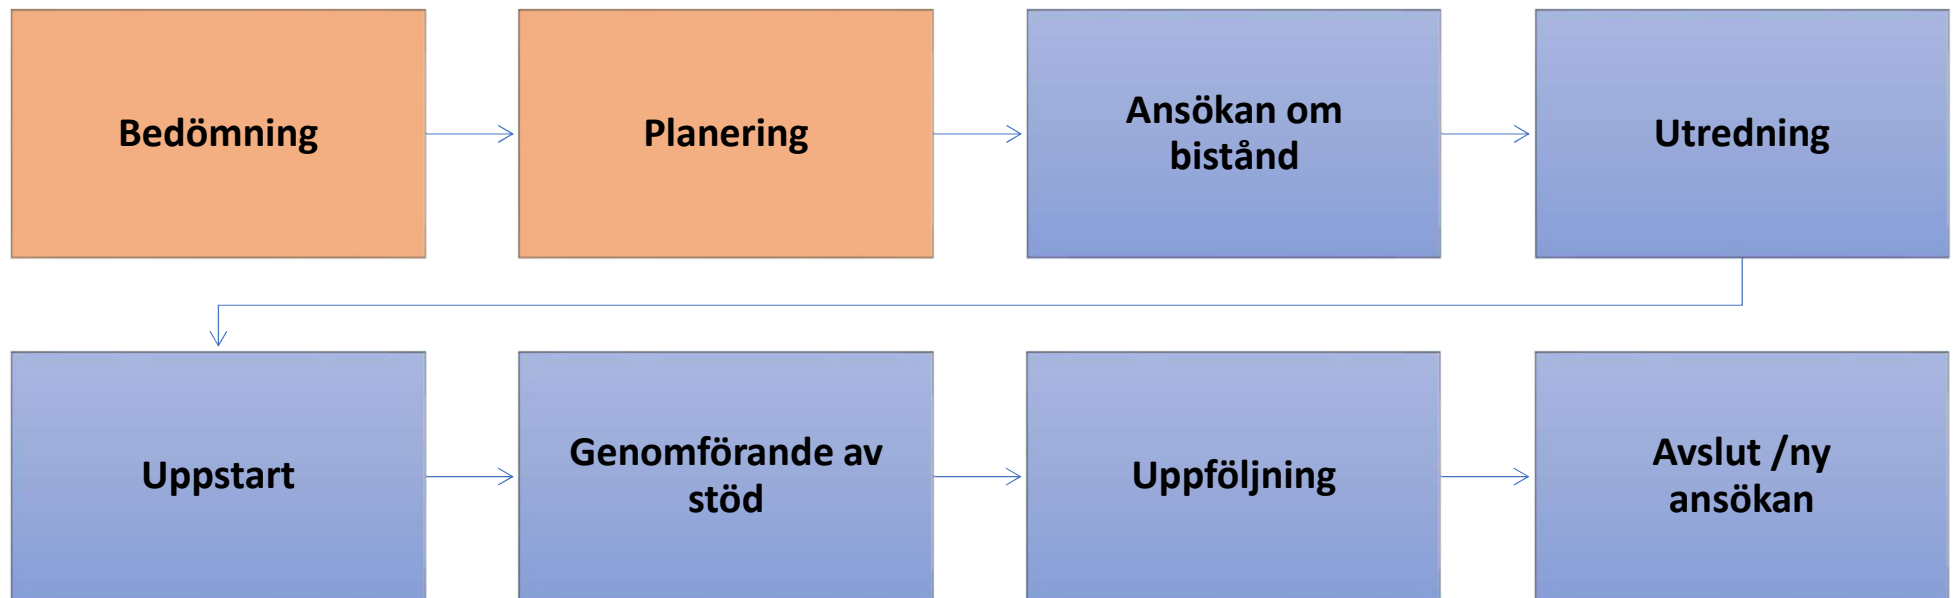 Bedömning
Planering
Ansökan om
bistånd
Utredning
Uppstart
Genomförande av
stöd
Uppföljning
Avslut /ny
ansökan